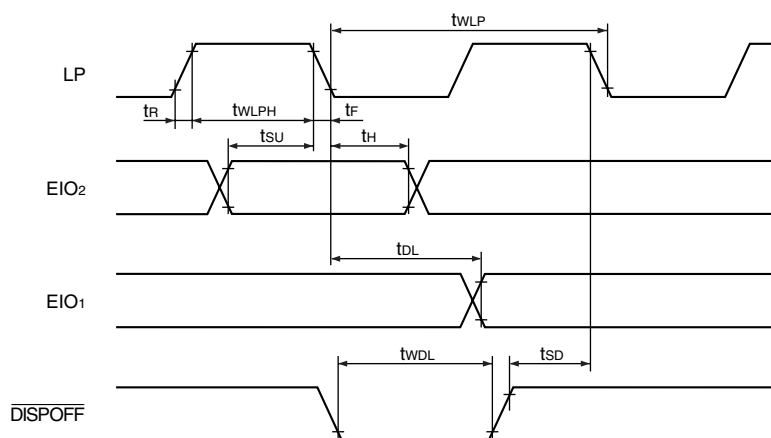 tWLP
LP
tR
tWLPH
tF
tSU
tH
EIO2
tDL
EIO1
tWDL
tSD
DISPOFF